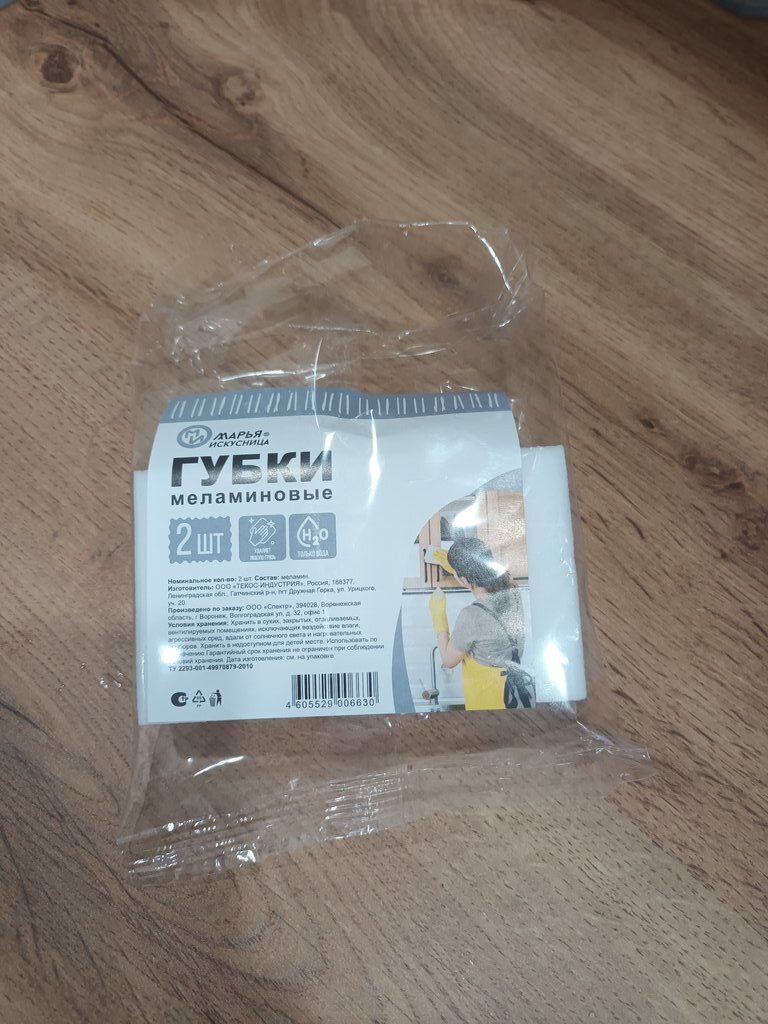 МАРЬЯ®
ИСКУСНИЦА
ГУБКИ
меламиновые
2 ШТ
УДАЛЯЕТ
ЛЮБУЮ ГРЯЗЬ
H2O
ТОЛЬКО ВОДА
Номинальное кол-во: 2 шт. Состав: меламин.
Изготовитель: ООО «ТЕКОС-ИНДУСТРИЯ», Россия, 188377,
Ленинградская обл., Гатчинский р-н, пгт Дружная Горка, ул. Урицкого,
уч. 20.
Произведено по заказу: ООО «Спектр», 394028, Воронежская
область, г Воронеж, Волгоградская ул, д. 32, офис 1
Условия хранения: Хранить в сухих, закрытых, отапливаемых,
вентилируемых помещениях, исключающих воздействие влаги,
агрессивных сред, вдали от солнечного света и нагревательных
приборов. Хранить в недоступном для детей месте. Использовать по
назначению. Гарантийный срок хранения не ограничен при соблюдении
условий хранения. Дата изготовления: см. на упаковке
ТУ 2293-001-49970879-2010
4 605529 006630